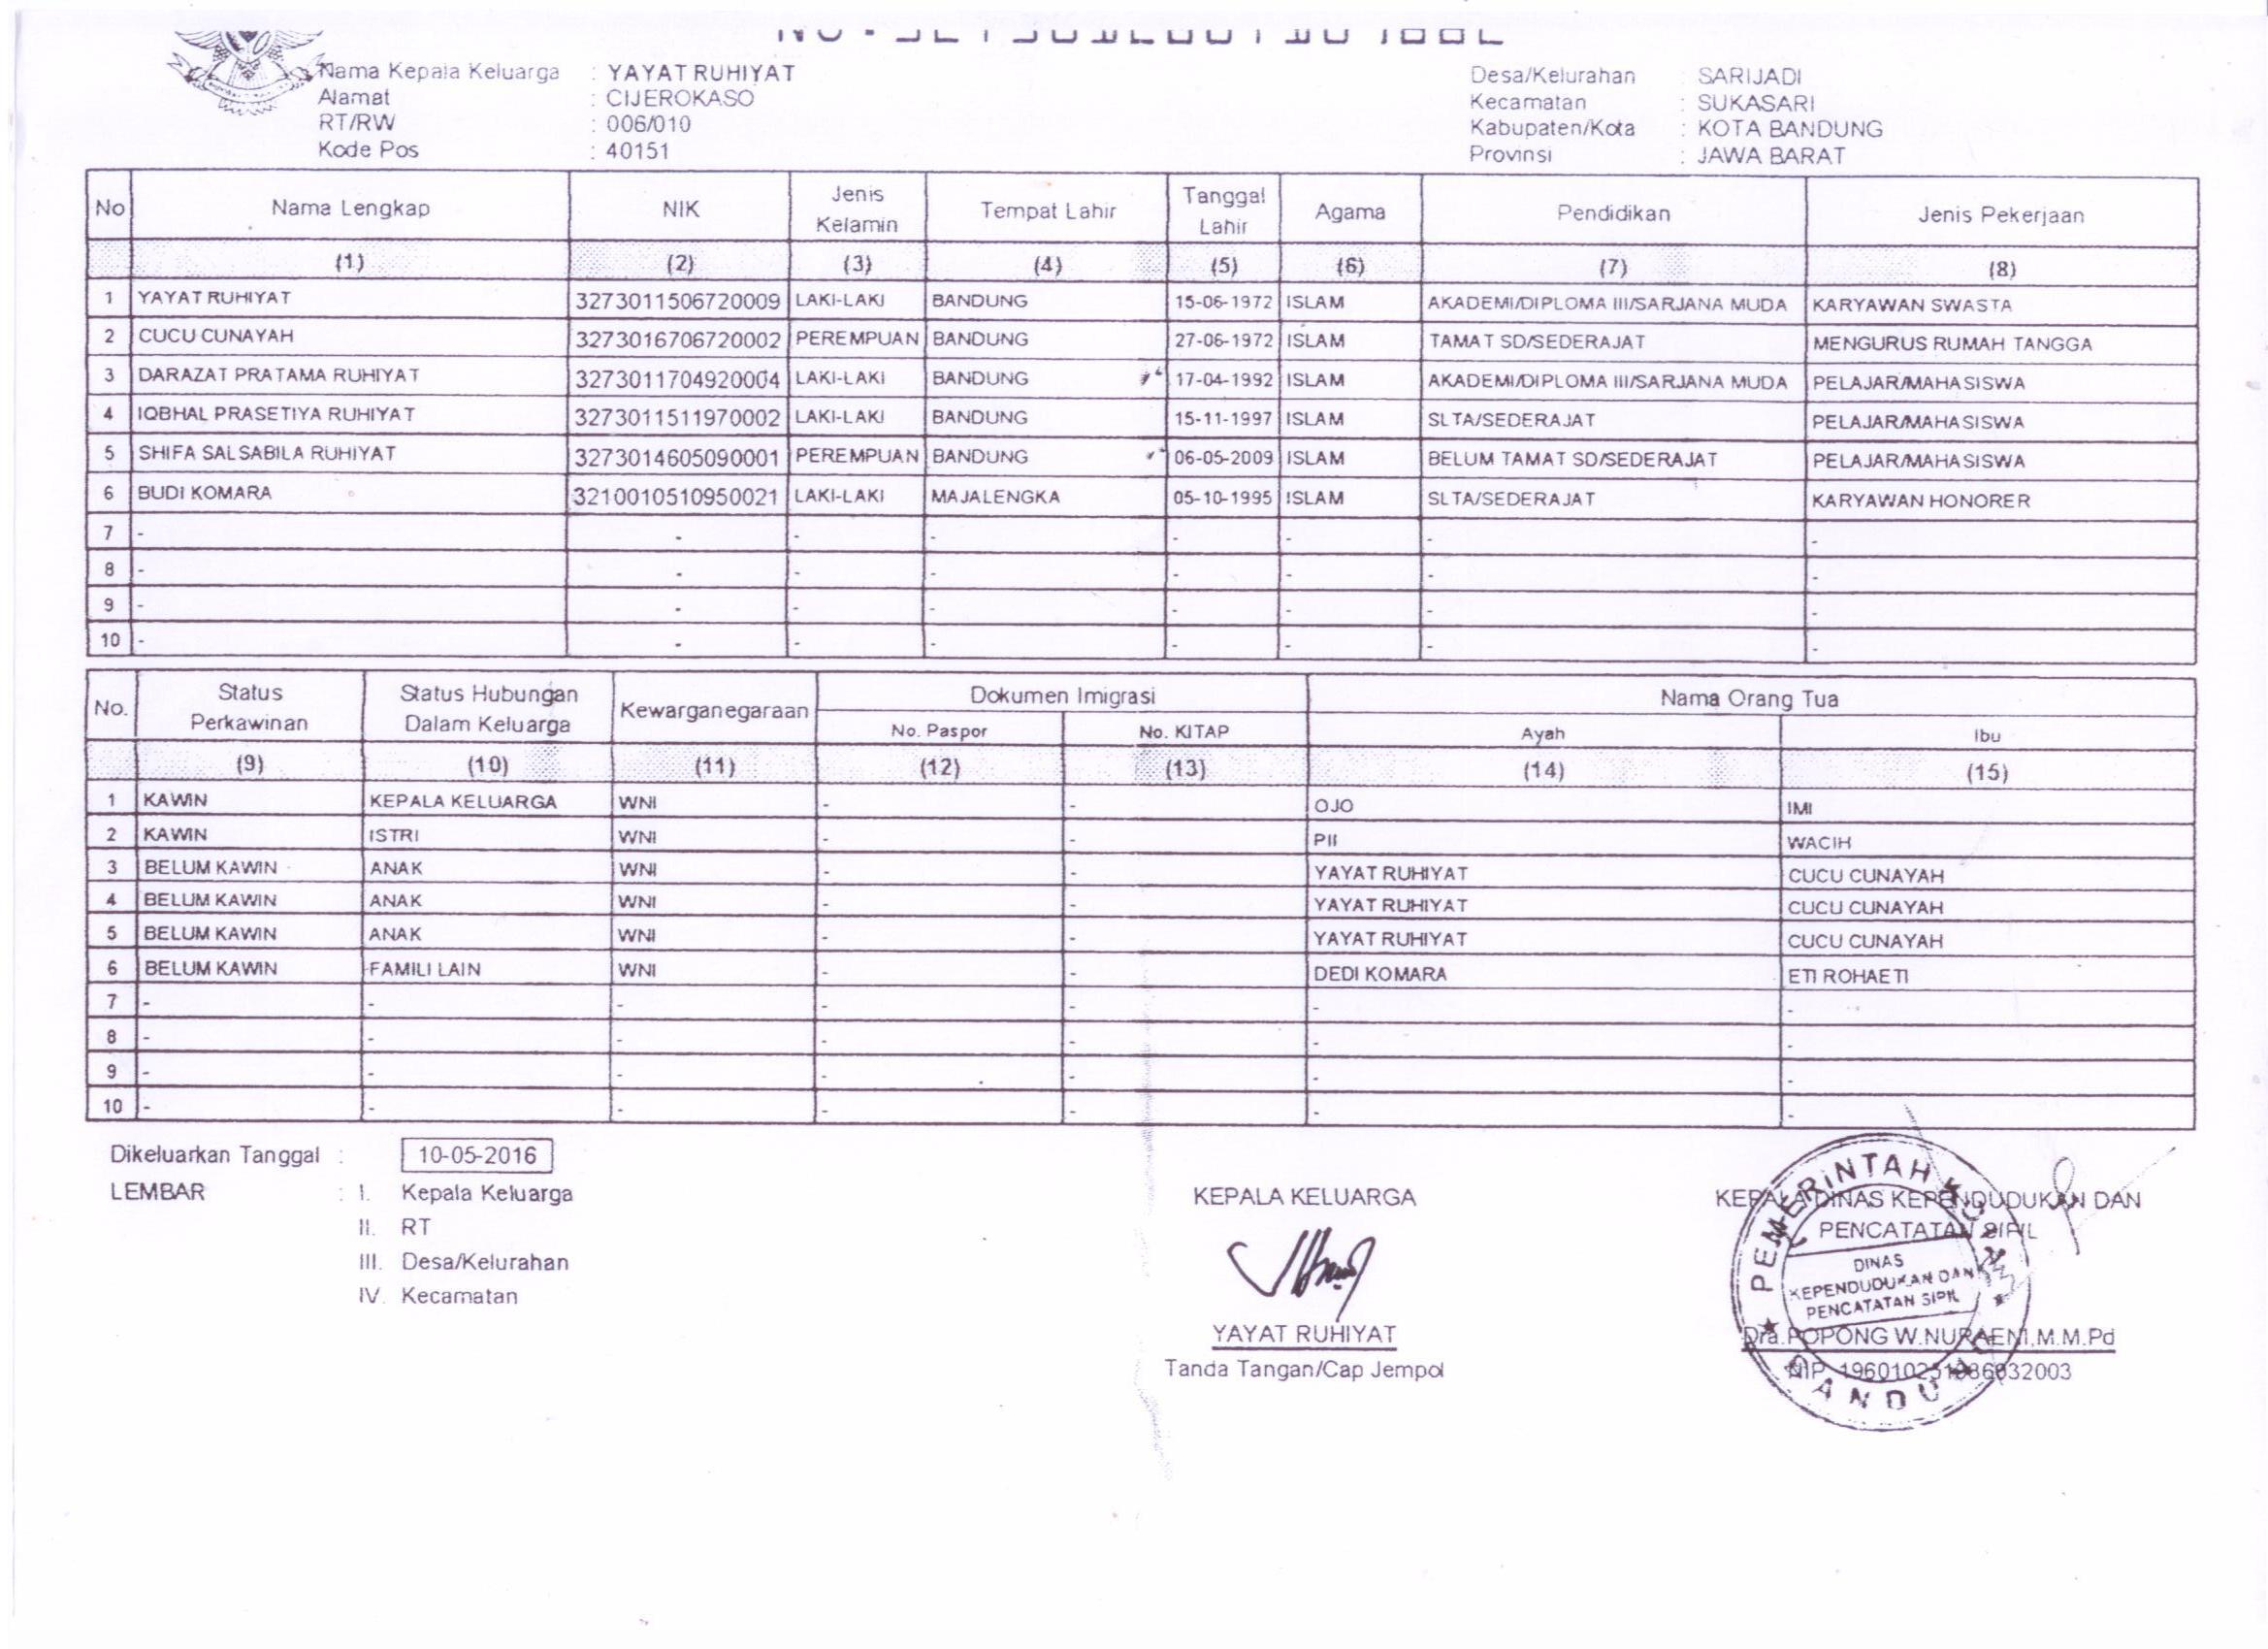 Nama Kepala Keluarga : YAYAT RUHIYAT
Alamat : CIJEROKASO
RT/RW : 006/010
Kode Pos : 40151
Desa/Kelurahan : SARIJADI
Kecamatan : SUKASARI
Kabupaten/Kota : KOTA BANDUNG
Provinsi : JAWA BARAT
No Nama Lengkap NIK Jenis Kelamin Tempat Lahir Tanggal Lahir Agama Pendidikan Jenis Pekerjaan
(1) (2) (3) (4) (5) (6) (7) (8)
1 YAYAT RUHIYAT 3273011506720009 LAKI-LAKI BANDUNG 15-06-1972 ISLAM AKADEMI/DIPLOMA III/SARJANA MUDA KARYAWAN SWASTA
2 CUCU CUNAYAH 3273016706720002 PEREMPUAN BANDUNG 27-06-1972 ISLAM TAMAT SD/SEDERAJAT MENGURUS RUMAH TANGGA
3 DARAZAT PRATAMA RUHIYAT 3273011704920004 LAKI-LAKI BANDUNG 17-04-1992 ISLAM AKADEMI/DIPLOMA III/SARJANA MUDA PELAJAR/MAHASISWA
4 IQBHAL PRASETIYA RUHIYAT 3273011511970002 LAKI-LAKI BANDUNG 15-11-1997 ISLAM SLTA/SEDERAJAT PELAJAR/MAHASISWA
5 SHIFA SALSABILA RUHIYAT 3273014605090001 PEREMPUAN BANDUNG 06-05-2009 ISLAM BELUM TAMAT SD/SEDERAJAT PELAJAR/MAHASISWA
6 BUDI KOMARA 3210010510950021 LAKI-LAKI MAJALENGKA 05-10-1995 ISLAM SLTA/SEDERAJAT KARYAWAN HONORER
7 - - - - - - - -
8 - - - - - - - -
9 - - - - - - - -
10 - - - - - - - -
No. Status Perkawinan Status Hubungan Dalam Keluarga Kewarganegaraan Dokumen Imigrasi Nama Orang Tua
No. Paspor No. KITAP Ayah Ibu
(9) (10) (11) (12) (13) (14) (15)
1 KAWIN KEPALA KELUARGA WNI - - OJO IMI
2 KAWIN ISTRI WNI - - PII WACIH
3 BELUM KAWIN ANAK WNI - - YAYAT RUHIYAT CUCU CUNAYAH
4 BELUM KAWIN ANAK WNI - - YAYAT RUHIYAT CUCU CUNAYAH
5 BELUM KAWIN ANAK WNI - - YAYAT RUHIYAT CUCU CUNAYAH
6 BELUM KAWIN FAMILI LAIN WNI - - DEDI KOMARA ETI ROHAETI
7 - - - - - - -
8 - - - - - - -
9 - - - - - - -
10 - - - - - - -
Dikeluarkan Tanggal : 10-05-2016
LEMBAR : I. Kepala Keluarga
II. RT
III. Desa/Kelurahan
IV. Kecamatan
KEPALA KELUARGA
YAYAT RUHIYAT
Tanda Tangan/Cap Jempol
KEPALA DINAS KEPENDUDUKAN DAN
PENCATATAN SIPIL
PEMERINTAH KOTA
DINAS
KEPENDUDUKAN DAN
PENCATATAN SIPIL
BANDUNG
Dra.POPONG W.NURAENI,M.M.Pd
NIP.